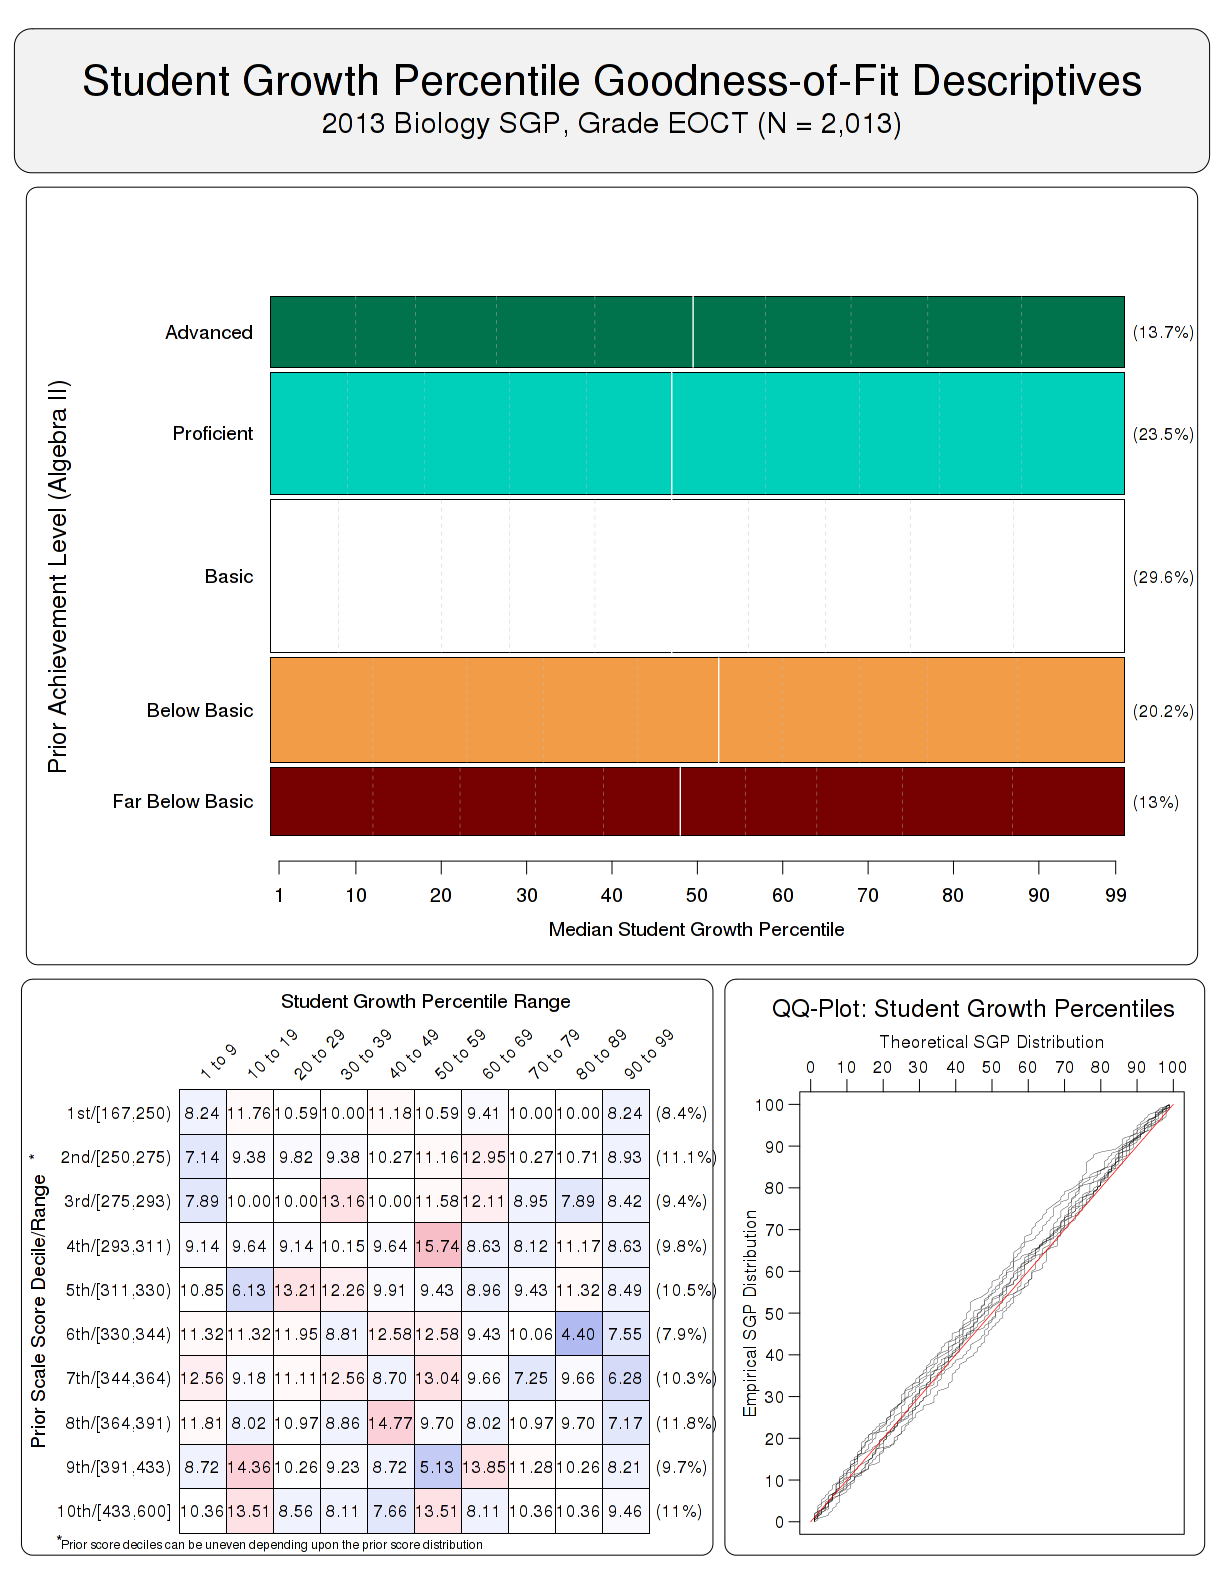 Student Growth Percentile Goodness-of-Fit Descriptives
2013 Biology SGP, Grade EOCT (N = 2,013)
Prior Achievement Level (Algebra II)
Advanced (13.7%)
Proficient (23.5%)
Basic (29.6%)
Below Basic (20.2%)
Far Below Basic (13%)
1 10 20 30 40 50 60 70 80 90 99
Median Student Growth Percentile
Student Growth Percentile Range
1 to 9 10 to 19 20 to 29 30 to 39 40 to 49 50 to 59 60 to 69 70 to 79 80 to 89 90 to 99
Prior Scale Score Decile/Range *
1st/[167,250) 8.24 11.76 10.59 10.00 11.18 10.59 9.41 10.00 10.00 8.24 (8.4%)
2nd/[250,275) 7.14 9.38 9.82 9.38 10.27 11.16 12.95 10.27 10.71 8.93 (11.1%)
3rd/[275,293) 7.89 10.00 10.00 13.16 10.00 11.58 12.11 8.95 7.89 8.42 (9.4%)
4th/[293,311) 9.14 9.64 9.14 10.15 9.64 15.74 8.63 8.12 11.17 8.63 (9.8%)
5th/[311,330) 10.85 6.13 13.21 12.26 9.91 9.43 8.96 9.43 11.32 8.49 (10.5%)
6th/[330,344) 11.32 11.32 11.95 8.81 12.58 12.58 9.43 10.06 4.40 7.55 (7.9%)
7th/[344,364) 12.56 9.18 11.11 12.56 8.70 13.04 9.66 7.25 9.66 6.28 (10.3%)
8th/[364,391) 11.81 8.02 10.97 8.86 14.77 9.70 8.02 10.97 9.70 7.17 (11.8%)
9th/[391,433) 8.72 14.36 10.26 9.23 8.72 5.13 13.85 11.28 10.26 8.21 (9.7%)
10th/[433,600] 10.36 13.51 8.56 8.11 7.66 13.51 8.11 10.36 10.36 9.46 (11%)
*Prior score deciles can be uneven depending upon the prior score distribution
QQ-Plot: Student Growth Percentiles
Theoretical SGP Distribution
0 10 20 30 40 50 60 70 80 90 100
Empirical SGP Distribution
100
90
80
70
60
50
40
30
20
10
0